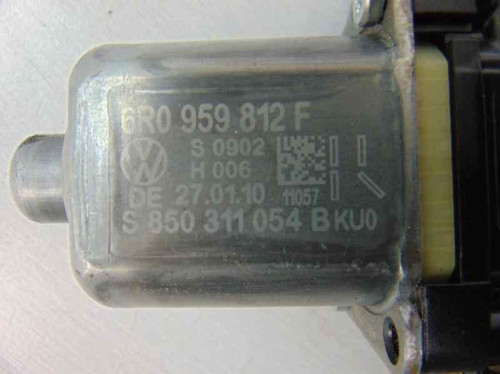 6R0 959 812 F
S 0902
H 006
DE 27.01.10 11057
S 850 311 054 B KU0